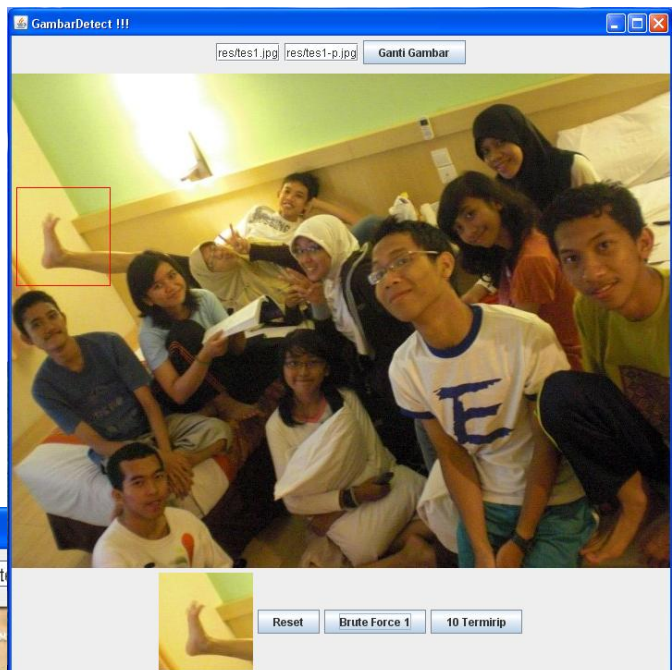 GambarDetect !!!
res/tes1.jpg res/tes1-p.jpg Ganti Gambar
E
Reset Brute Force 1 10 Termirip